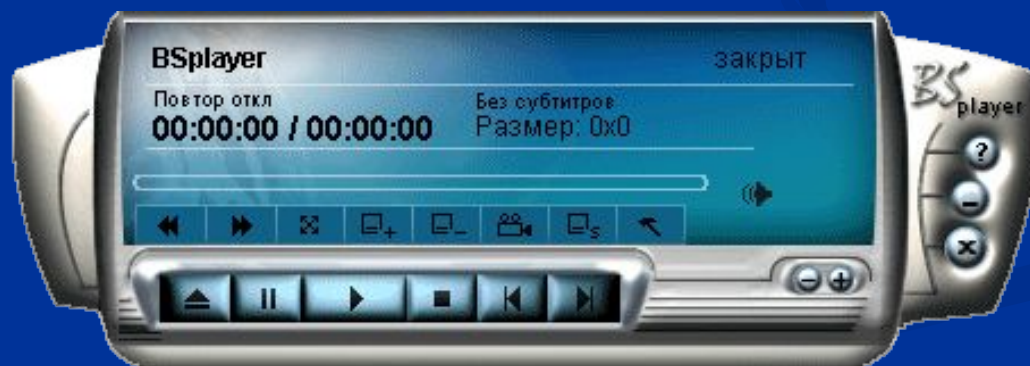 BSplayer закрыт
Повтор откл Без субтитров
00:00:00 / 00:00:00 Размер: 0x0
BS
player
?
S